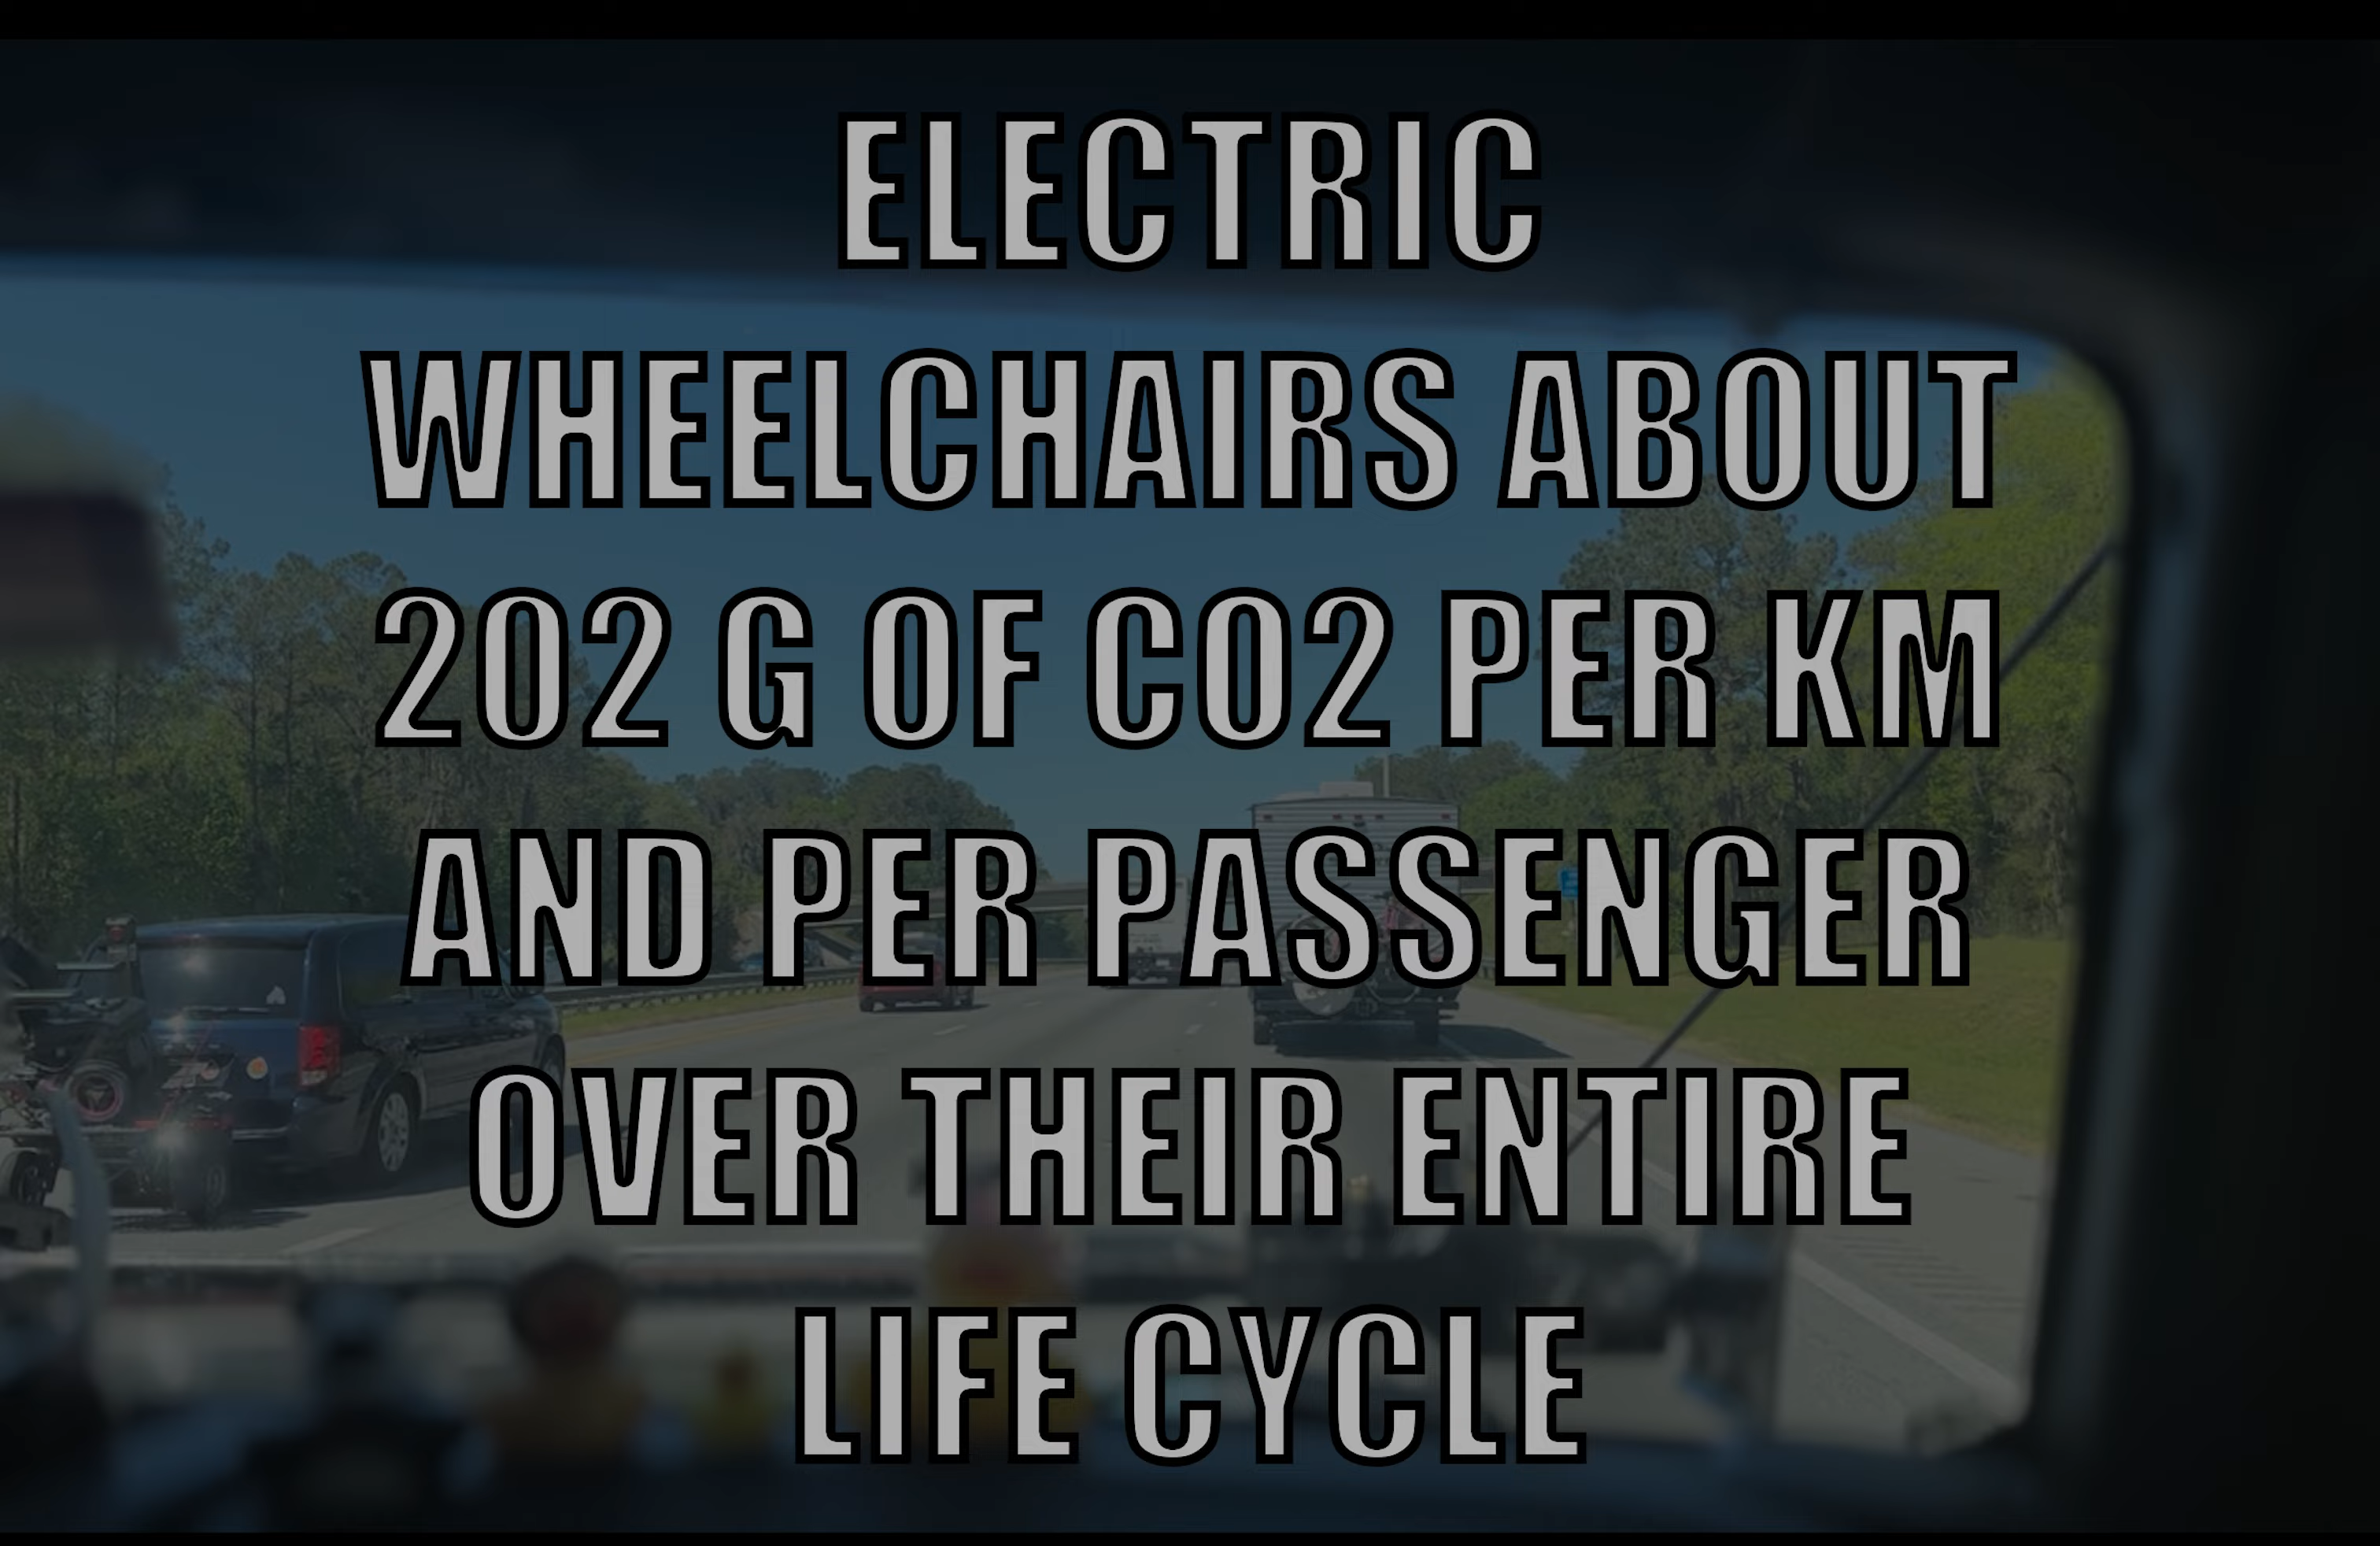 ELECTRIC
WHEELCHAIRS ABOUT
202 G OF CO2 PER KM
AND PER PASSENGER
OVER THEIR ENTIRE
LIFE CYCLE